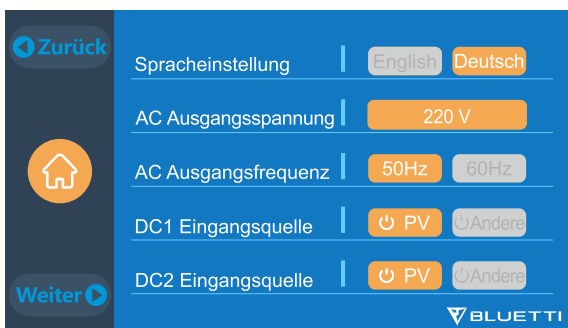 Zurück
Spracheinstellung English Deutsch
AC Ausgangsspannung 220 V
AC Ausgangsfrequenz 50Hz 60Hz
DC1 Eingangsquelle PV Andere
DC2 Eingangsquelle PV Andere
Weiter
BLUETTI